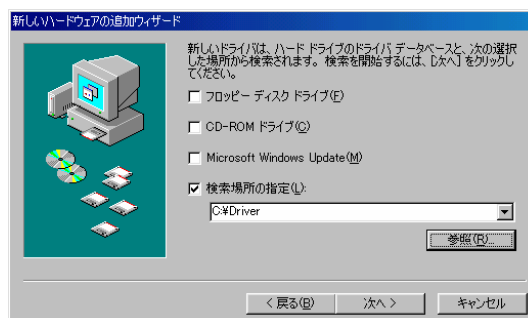 新しいハードウェアの追加ウィザード
新しいドライバは、ハード ドライブのドライバ データベースと、次の選択
した場所から検索されます。検索を開始するには、[次へ] をクリックし
てください。
フロッピー ディスク ドライブ(F)
CD-ROM ドライブ(C)
Microsoft Windows Update(M)
検索場所の指定(L):
C:¥Driver
参照(R)...
< 戻る(B)
次へ >
キャンセル